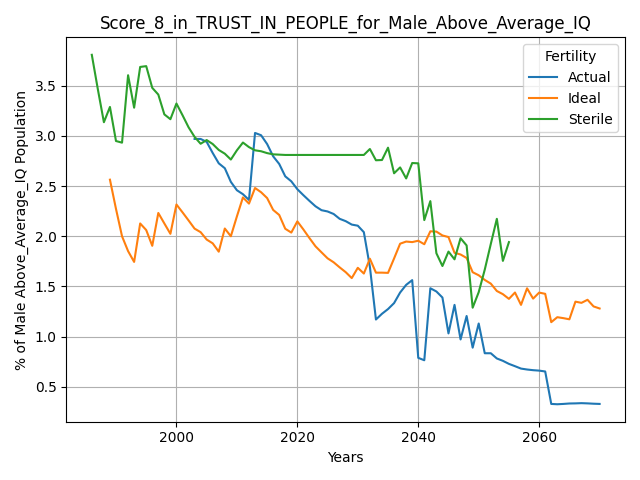 Score_8_in_TRUST_IN_PEOPLE_for_Male_Above_Average_IQ
% of Male Above_Average_IQ Population
3.5
3.0
2.5
2.0
1.5
1.0
0.5
Fertility
Actual
Ideal
Sterile
2000
2020
2040
2060
Years